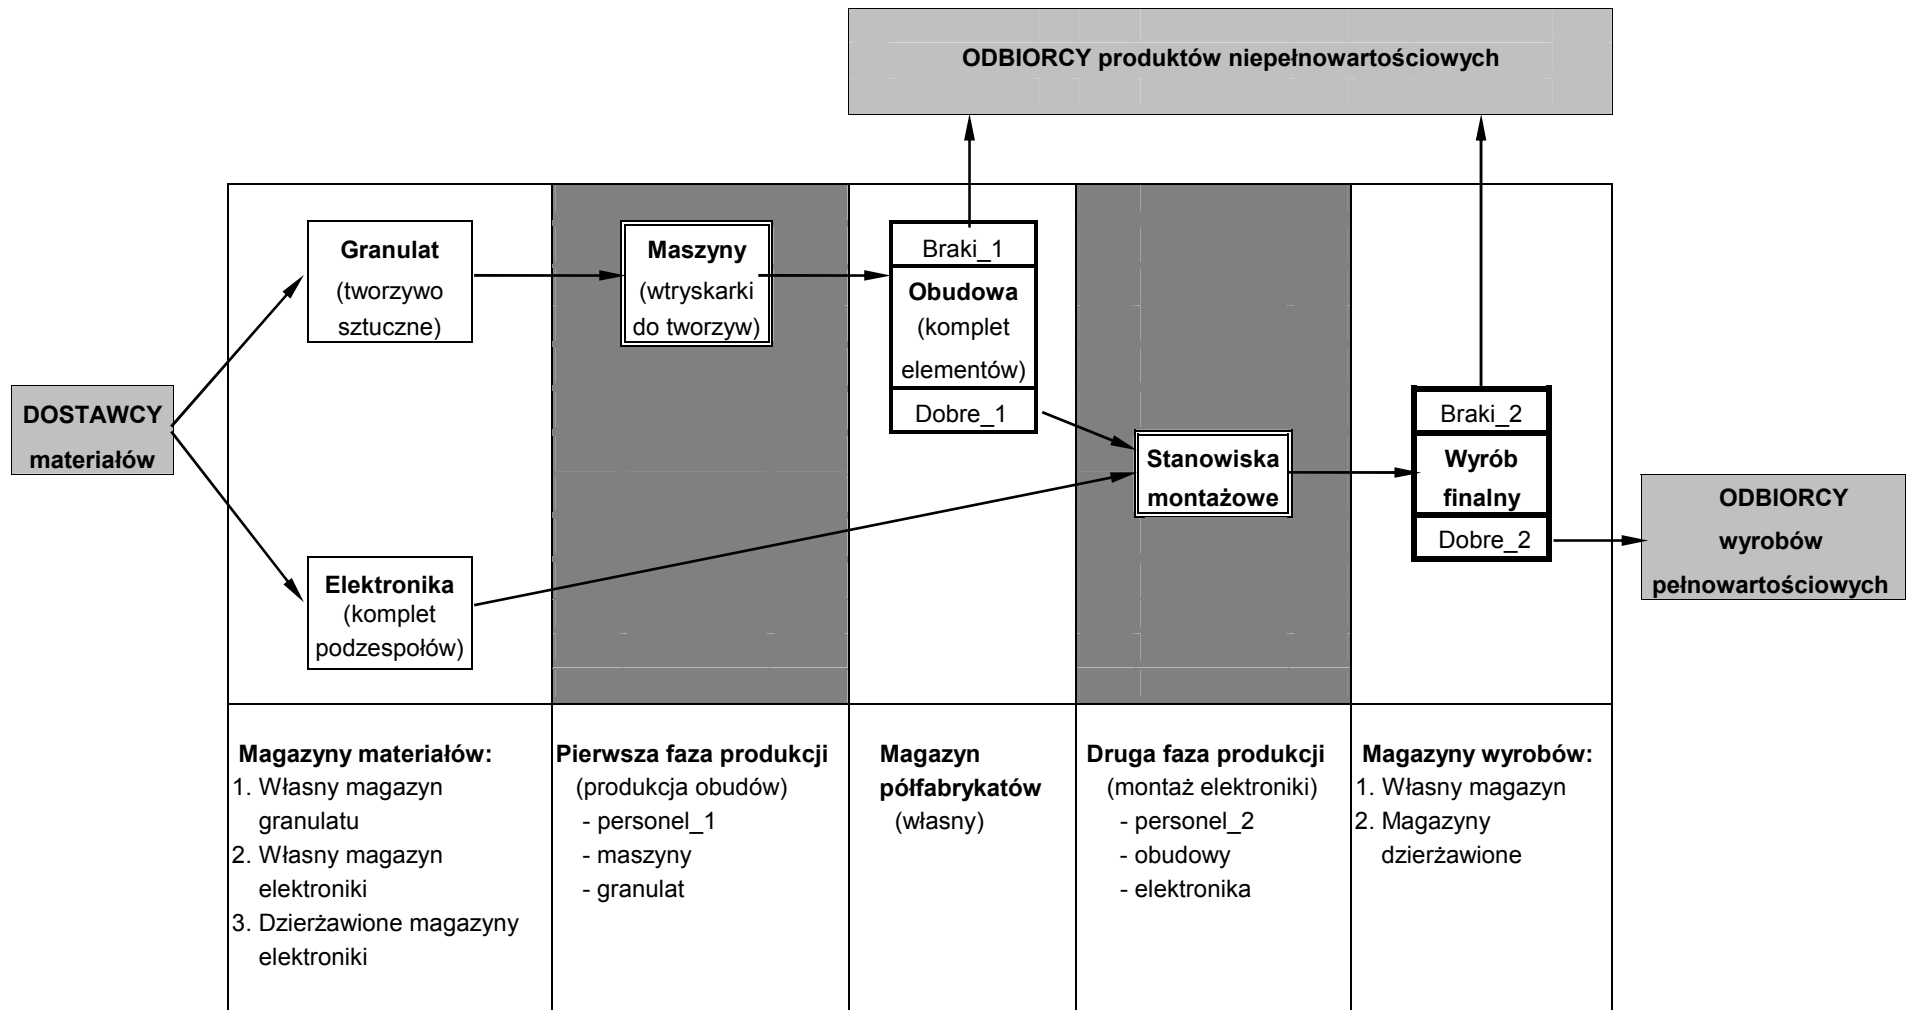 ODBIORCY produktów niepełnowartościowych
Granulat
(tworzywo
sztuczne)
Maszyny
(wtryskarki
do tworzyw)
Braki_1
Obudowa
(komplet
elementów)
Dobre_1
DOSTAWCY
materiałów
Elektronika
(komplet
podzespołów)
Stanowiska
montażowe
Braki_2
Wyrób
finalny
Dobre_2
ODBIORCY
wyrobów
pełnowartościowych
Magazyny materiałów:
1. Własny magazyn
granulatu
2. Własny magazyn
elektroniki
3. Dzierżawione magazyny
elektroniki
Pierwsza faza produkcji
(produkcja obudów)
- personel_1
- maszyny
- granulat
Magazyn
półfabrykatów
(własny)
Druga faza produkcji
(montaż elektroniki)
- personel_2
- obudowy
- elektronika
Magazyny wyrobów:
1. Własny magazyn
2. Magazyny
dzierżawione